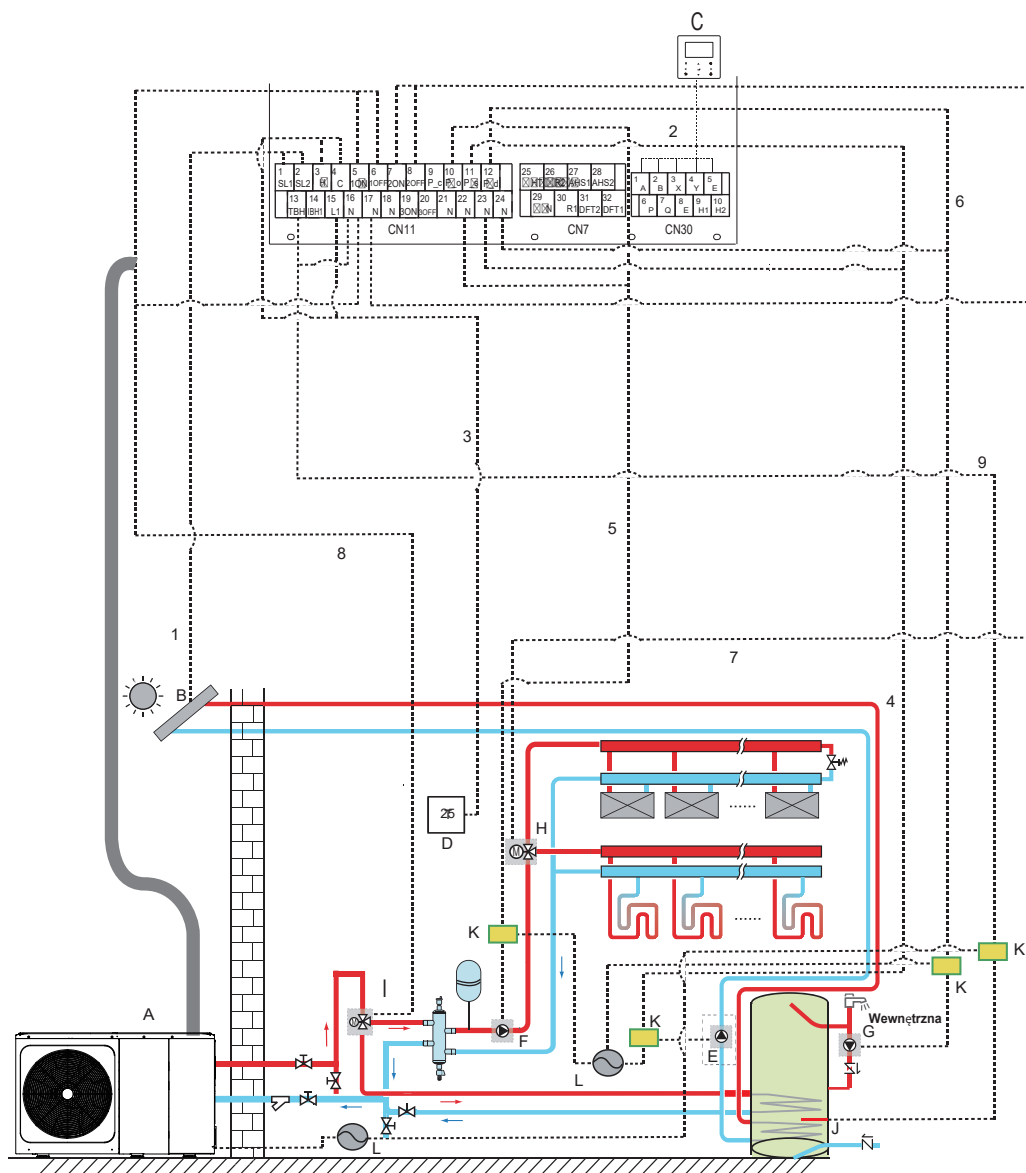 C
2
1 2 3 4 5 6 7 8 9 10 11 12
SL1 SL2 C 1OFF 2ON 2OFF P_c
13 14 15 16 17 18 19 20 21 22 23 24
TBH IBH1 L1 N N N 3ON 3OFF N N N N
CN11
25 26 27 28
AHS2
29 30 31 32
N R1 DFT2 DFT1
CN7
1 2 3 4 5
A B X Y E
6 7 8 9 10
P Q E H1 H2
CN30
6
3
9
5
8
1
7
B
4
25
D
H
M
K
K
K
A
I
M
F
K
E
G
Wewnętrzna
L
J
L